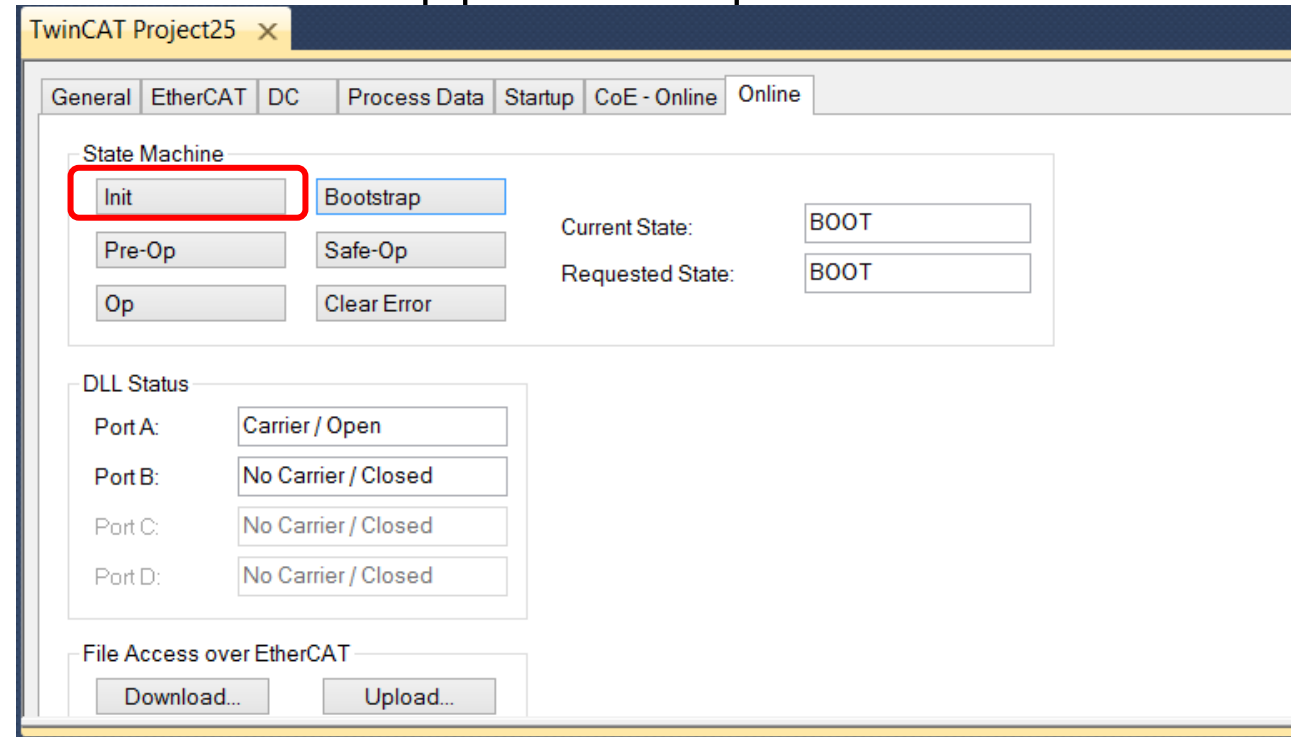 TwinCAT Project25
General EtherCAT DC Process Data Startup CoE - Online Online
State Machine
Init Bootstrap
Current State: BOOT
Pre-Op Safe-Op
Requested State: BOOT
Op Clear Error
DLL Status
Port A: Carrier / Open
Port B: No Carrier / Closed
Port C: No Carrier / Closed
Port D: No Carrier / Closed
File Access over EtherCAT
Download... Upload...